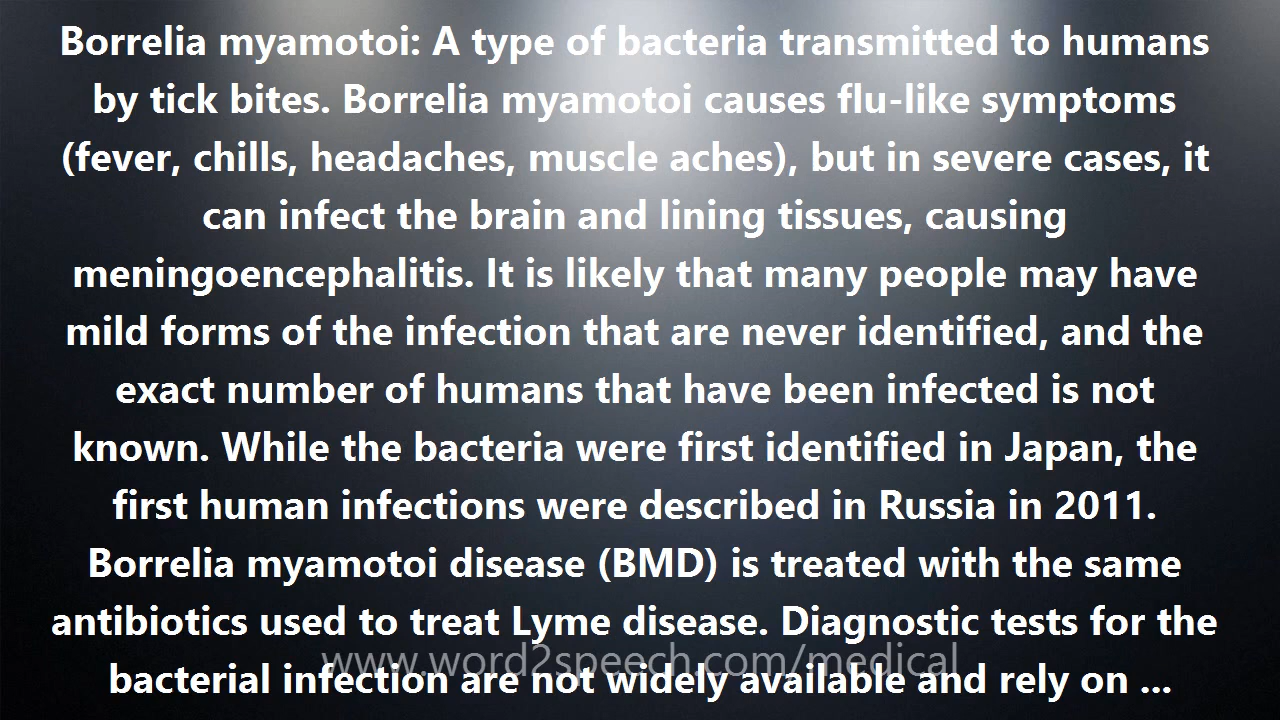 Borrelia myamotoi: A type of bacteria transmitted to humans
by tick bites. Borrelia myamotoi causes flu-like symptoms
(fever, chills, headaches, muscle aches), but in severe cases, it
can infect the brain and lining tissues, causing
meningoencephalitis. It is likely that many people may have
mild forms of the infection that are never identified, and the
exact number of humans that have been infected is not
known. While the bacteria were first identified in Japan, the
first human infections were described in Russia in 2011.
Borrelia myamotoi disease (BMD) is treated with the same
antibiotics used to treat Lyme disease. Diagnostic tests for the
www.word2speech.com/medical
bacterial infection are not widely available and rely on ...